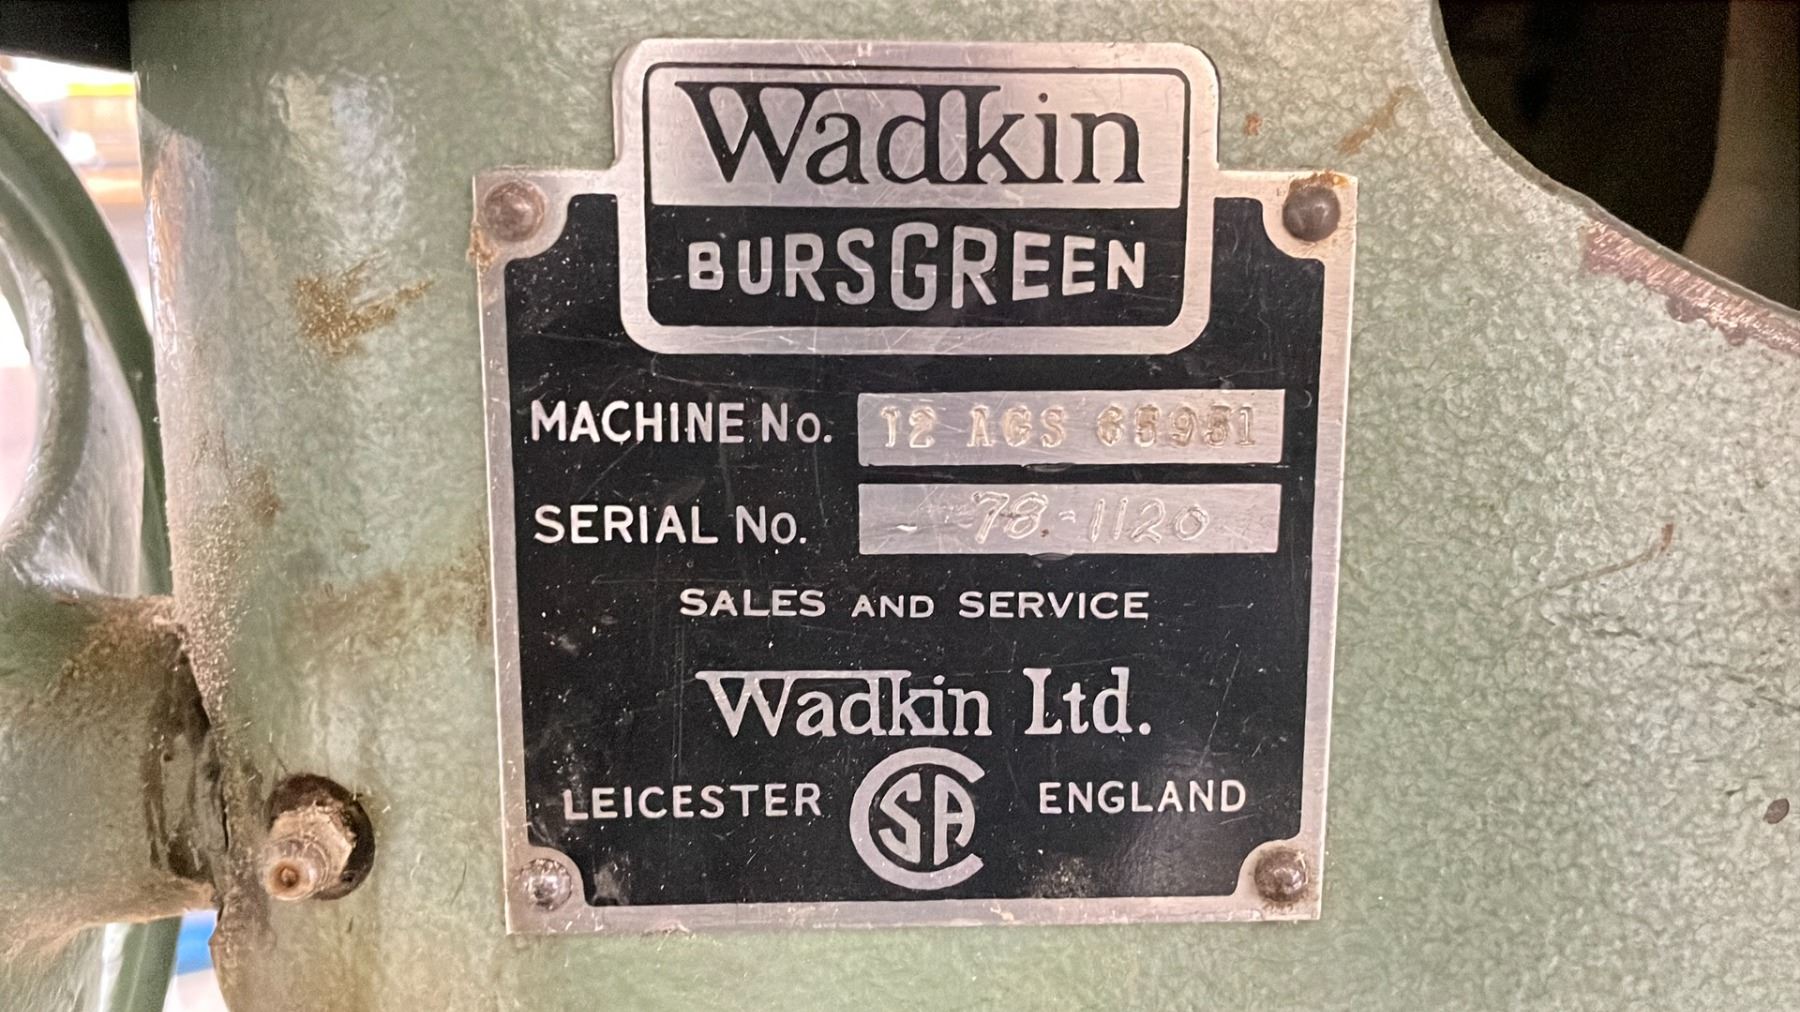 Wadkin
BURSGREEN
MACHINE No. 12 AGS 65951
SERIAL No. 78-1120
SALES AND SERVICE
Wadkin Ltd.
LEICESTER CSA ENGLAND